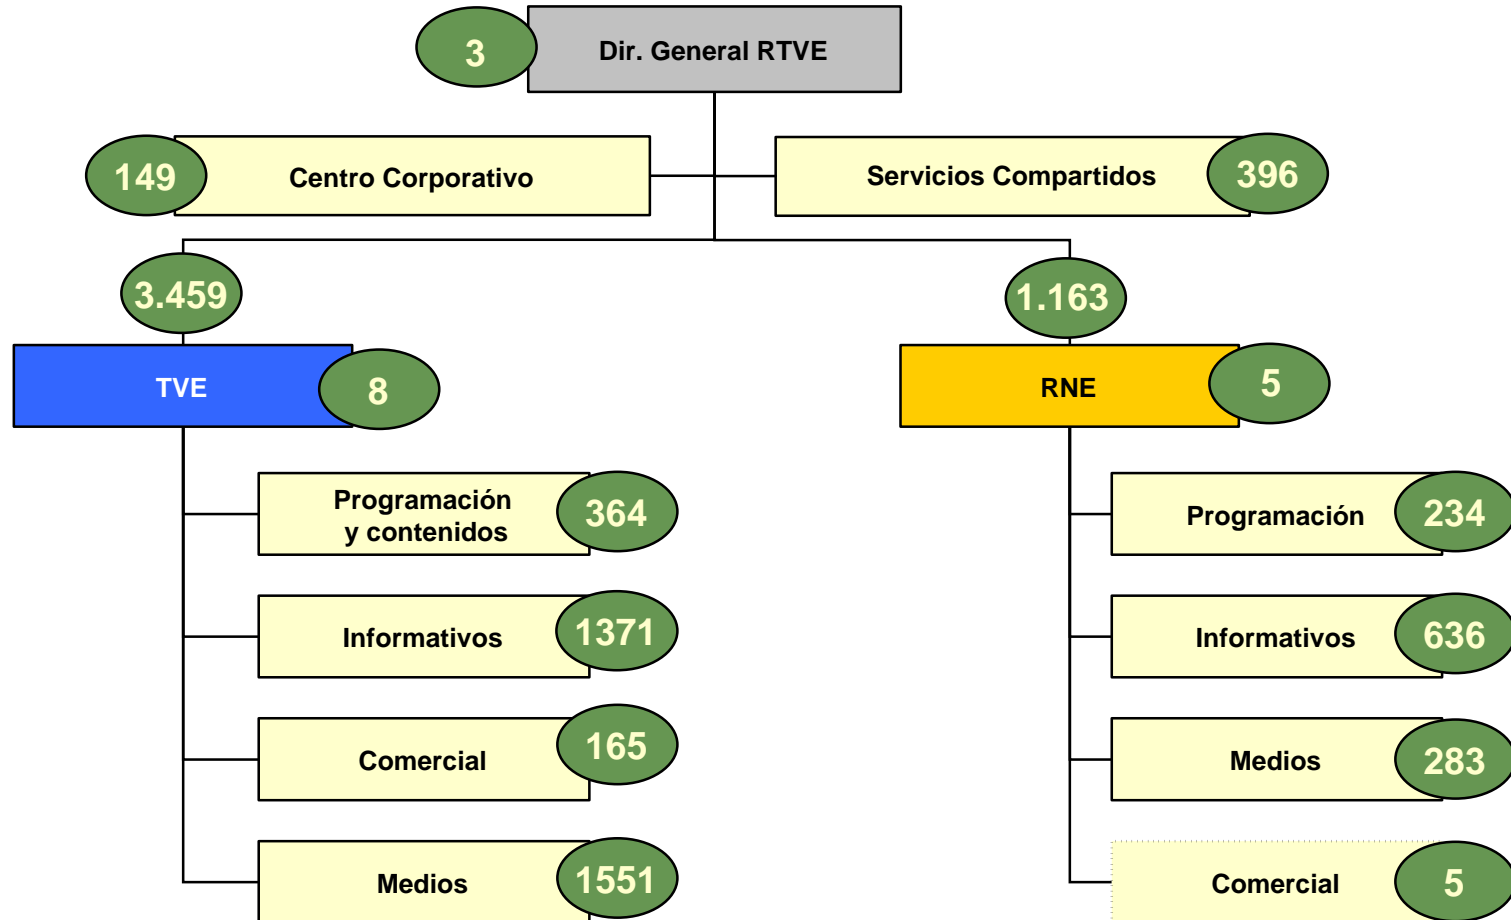 3
Dir. General RTVE
149
Centro Corporativo
Servicios Compartidos
396
3.459
1.163
TVE
8
RNE
5
Programación
y contenidos
364
Programación
234
Informativos
1371
Informativos
636
Comercial
165
Medios
283
Medios
1551
Comercial
5